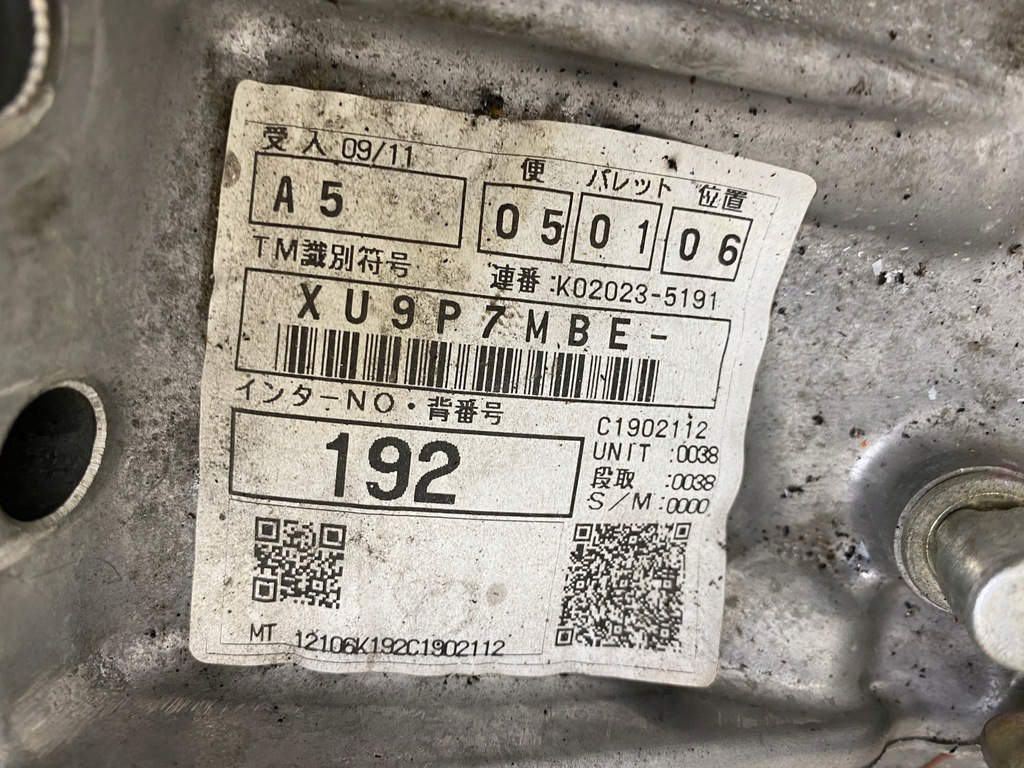 受入 09/11
便 パレット 位置
A5 05 01 06
TM識別符号 連番:K02023-5191
XU9P7MBE-
インターNO・背番号
192
C1902112
UNIT :0038
段取 :0038
S/M:0000
MT 12106K192C1902112